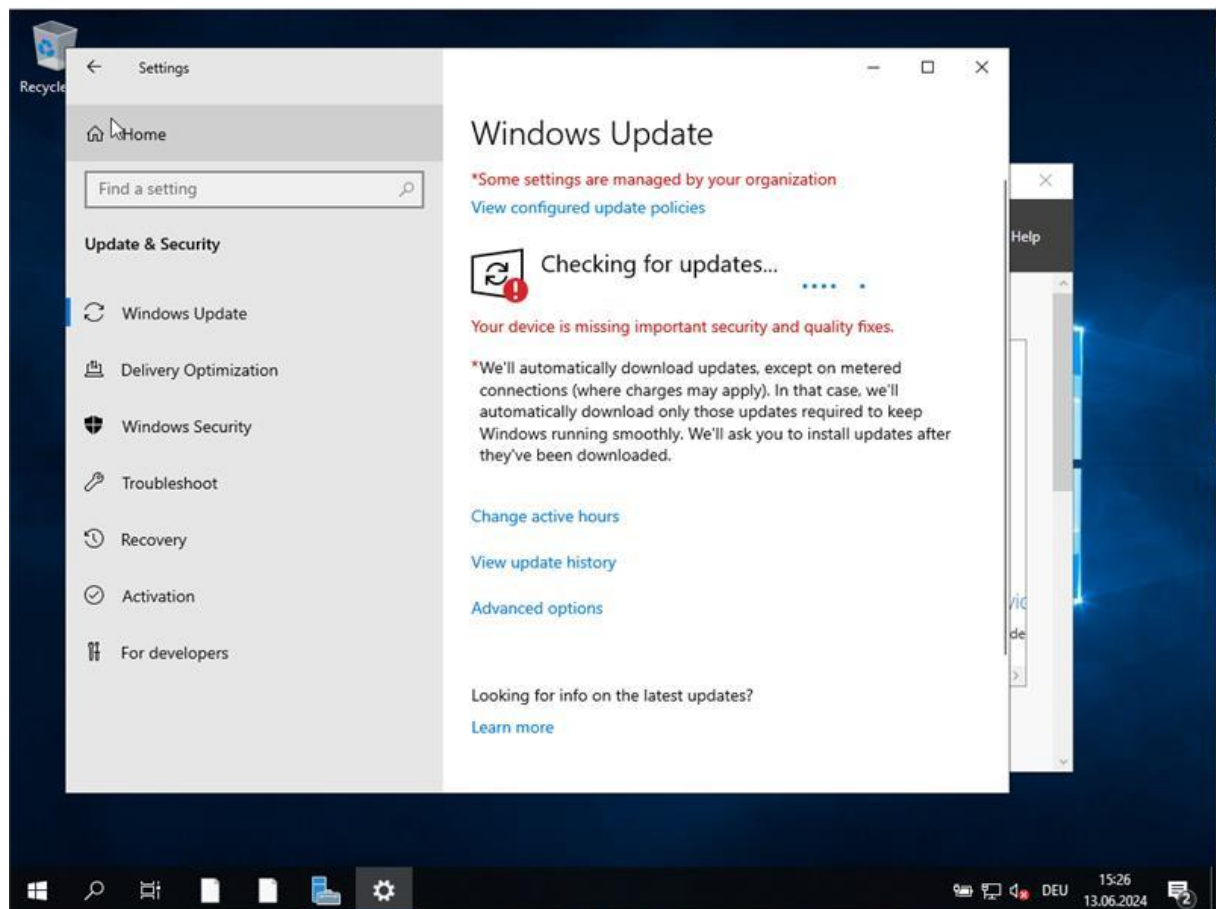 Recycle
Settings
Home
Find a setting
Update & Security
Windows Update
Delivery Optimization
Windows Security
Troubleshoot
Recovery
Activation
For developers
Windows Update
*Some settings are managed by your organization
View configured update policies
Checking for updates...
Your device is missing important security and quality fixes.
*We'll automatically download updates, except on metered
connections (where charges may apply). In that case, we'll
automatically download only those updates required to keep
Windows running smoothly. We'll ask you to install updates after
they've been downloaded.
Change active hours
View update history
Advanced options
Looking for info on the latest updates?
Learn more
Help
vic
de
DEU
15:26
13.06.2024
2